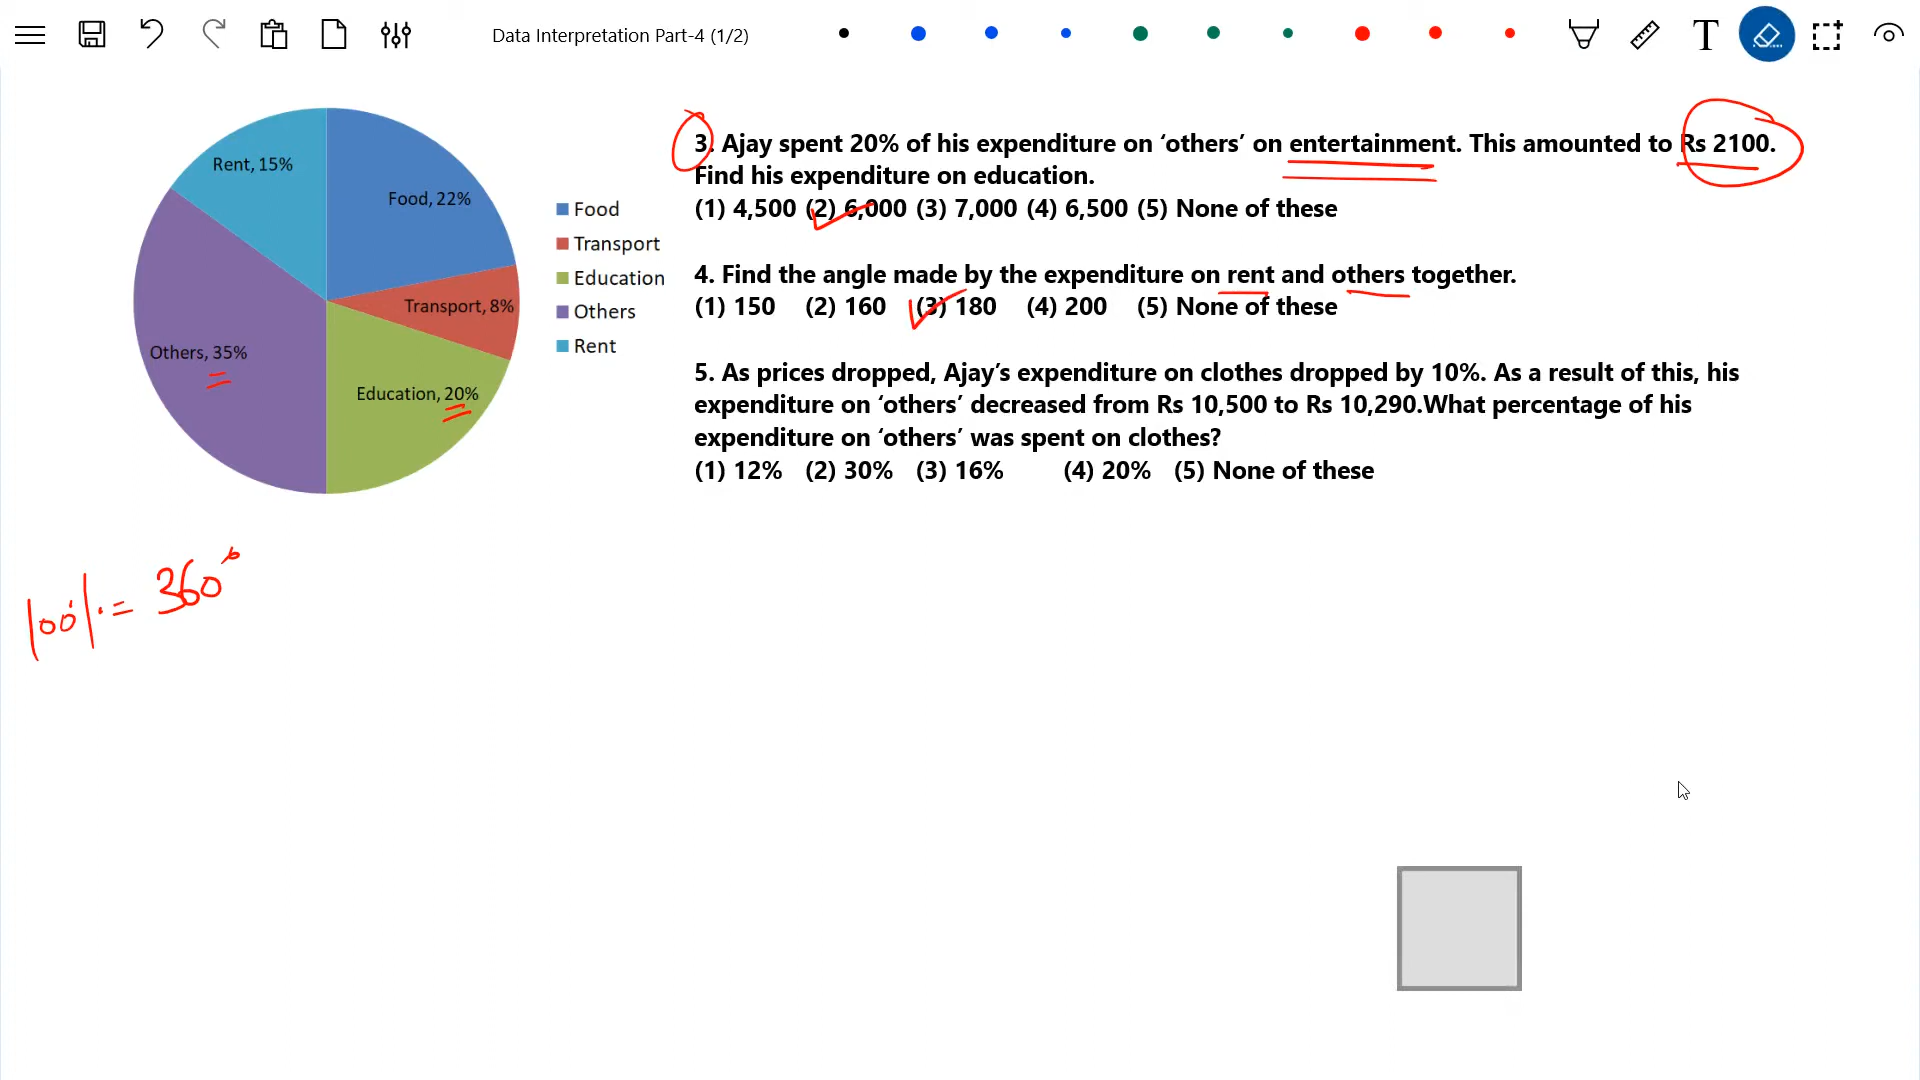 T
Data Interpretation Part-4 (1/2)
Rent, 15%
Food, 22%
Transport, 8%
Others, 35%
Education, 20%
Food
Transport
Education
Others
Rent
3. Ajay spent 20% of his expenditure on ‘others’ on entertainment. This amounted to Rs 2100.
Find his expenditure on education.
(1) 4,500 (2) 6,000 (3) 7,000 (4) 6,500 (5) None of these
4. Find the angle made by the expenditure on rent and others together.
(1) 150 (2) 160 (3) 180 (4) 200 (5) None of these
5. As prices dropped, Ajay’s expenditure on clothes dropped by 10%. As a result of this, his
expenditure on ‘others’ decreased from Rs 10,500 to Rs 10,290.What percentage of his
expenditure on ‘others’ was spent on clothes?
(1) 12% (2) 30% (3) 16% (4) 20% (5) None of these
100% = 360°